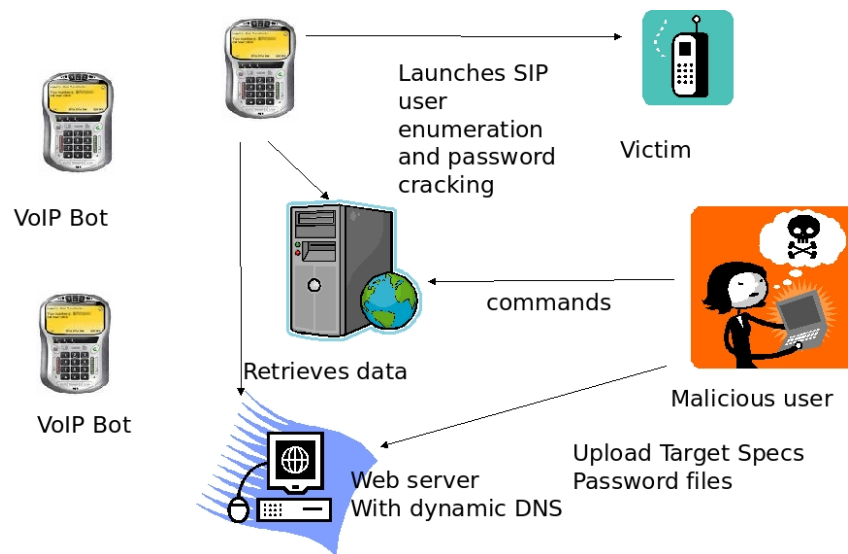 Launches SIP
user
enumeration
and password
cracking
Victim
VoIP Bot
commands
Retrieves data
Malicious user
VoIP Bot
Upload Target Specs
Password files
Web server
With dynamic DNS